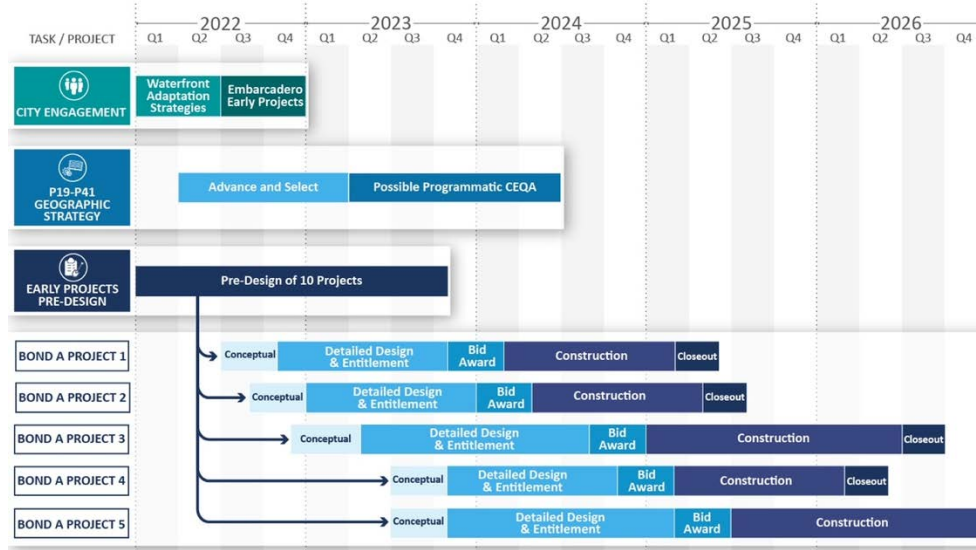 2022 2023 2024 2025 2026
TASK / PROJECT Q1 Q2 Q3 Q4 Q1 Q2 Q3 Q4 Q1 Q2 Q3 Q4 Q1 Q2 Q3 Q4 Q1 Q2 Q3 Q4
CITY ENGAGEMENT
Waterfront
Adaptation
Strategies
Embarcadero
Early Projects
P19-P41
GEOGRAPHIC
STRATEGY
Advance and Select
Possible Programmatic CEQA
EARLY PROJECTS
PRE-DESIGN
Pre-Design of 10 Projects
BOND A PROJECT 1
Conceptual
Detailed Design
& Entitlement
Bid
Award
Construction
Closeout
BOND A PROJECT 2
Conceptual
Detailed Design
& Entitlement
Bid
Award
Construction
Closeout
BOND A PROJECT 3
Conceptual
Detailed Design
& Entitlement
Bid
Award
Construction
Closeout
BOND A PROJECT 4
Conceptual
Detailed Design
& Entitlement
Bid
Award
Construction
Closeout
BOND A PROJECT 5
Conceptual
Detailed Design
& Entitlement
Bid
Award
Construction